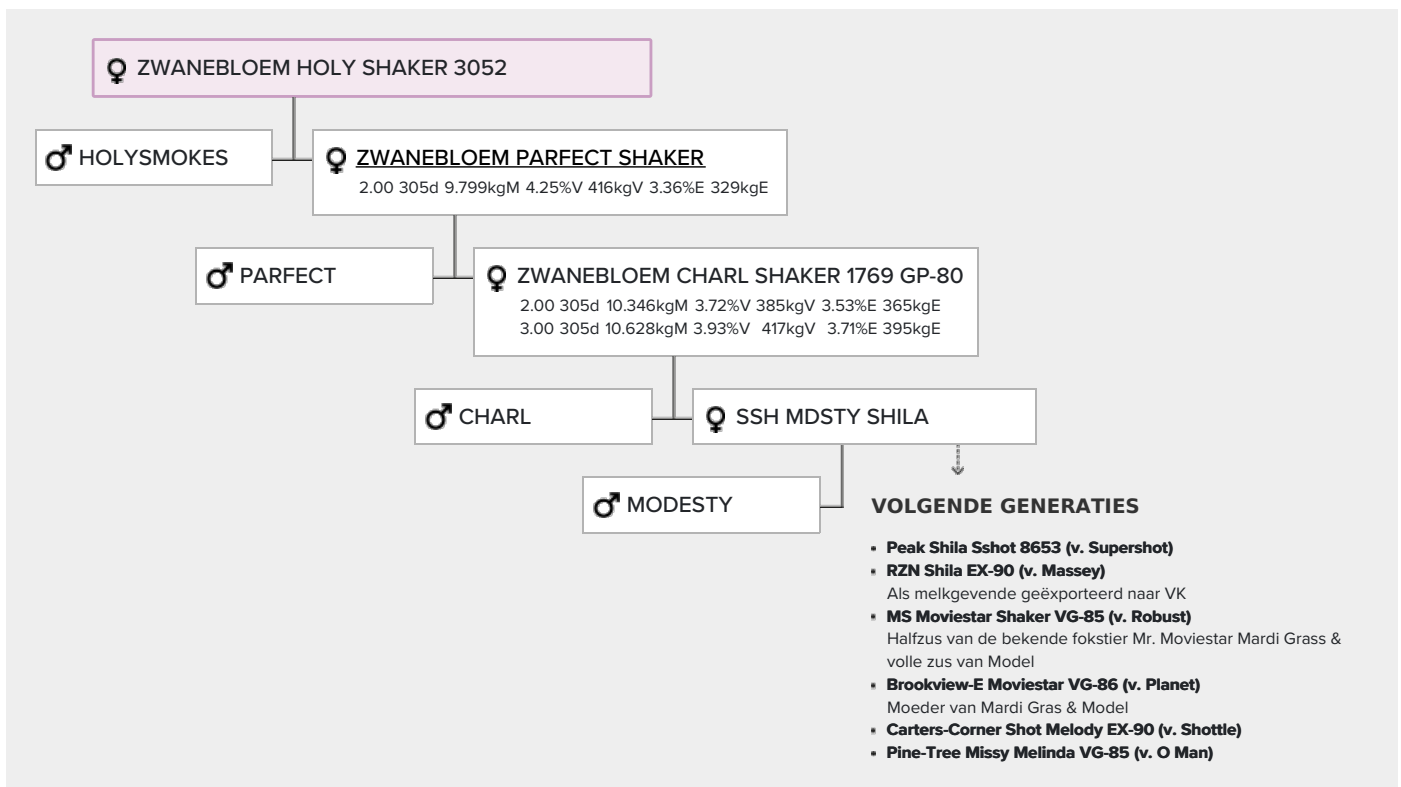 ZWANEBLOEM HOLY SHAKER 3052
HOLYSMOKES
ZWANEBLOEM PARFECT SHAKER
2.00 305d 9.799kgM 4.25%V 416kgV 3.36%E 329kgE
PARFECT
ZWANEBLOEM CHARL SHAKER 1769 GP-80
2.00 305d 10.346kgM 3.72%V 385kgV 3.53%E 365kgE
3.00 305d 10.628kgM 3.93%V 417kgV 3.71%E 395kgE
CHARL
SSH MDSTY SHILA
MODESTY
VOLGENDE GENERATIES
▪ Peak Shila Sshot 8653 (v. Supershot)
▪ RZN Shila EX-90 (v. Massey)
Als melkgevende geëxporteerd naar VK
▪ MS Moviestar Shaker VG-85 (v. Robust)
Halfzus van de bekende fokstier Mr. Moviestar Mardi Grass &
volle zus van Model
▪ Brookview-E Moviestar VG-86 (v. Planet)
Moeder van Mardi Gras & Model
▪ Carters-Corner Shot Melody EX-90 (v. Shottle)
▪ Pine-Tree Missy Melinda VG-85 (v. O Man)